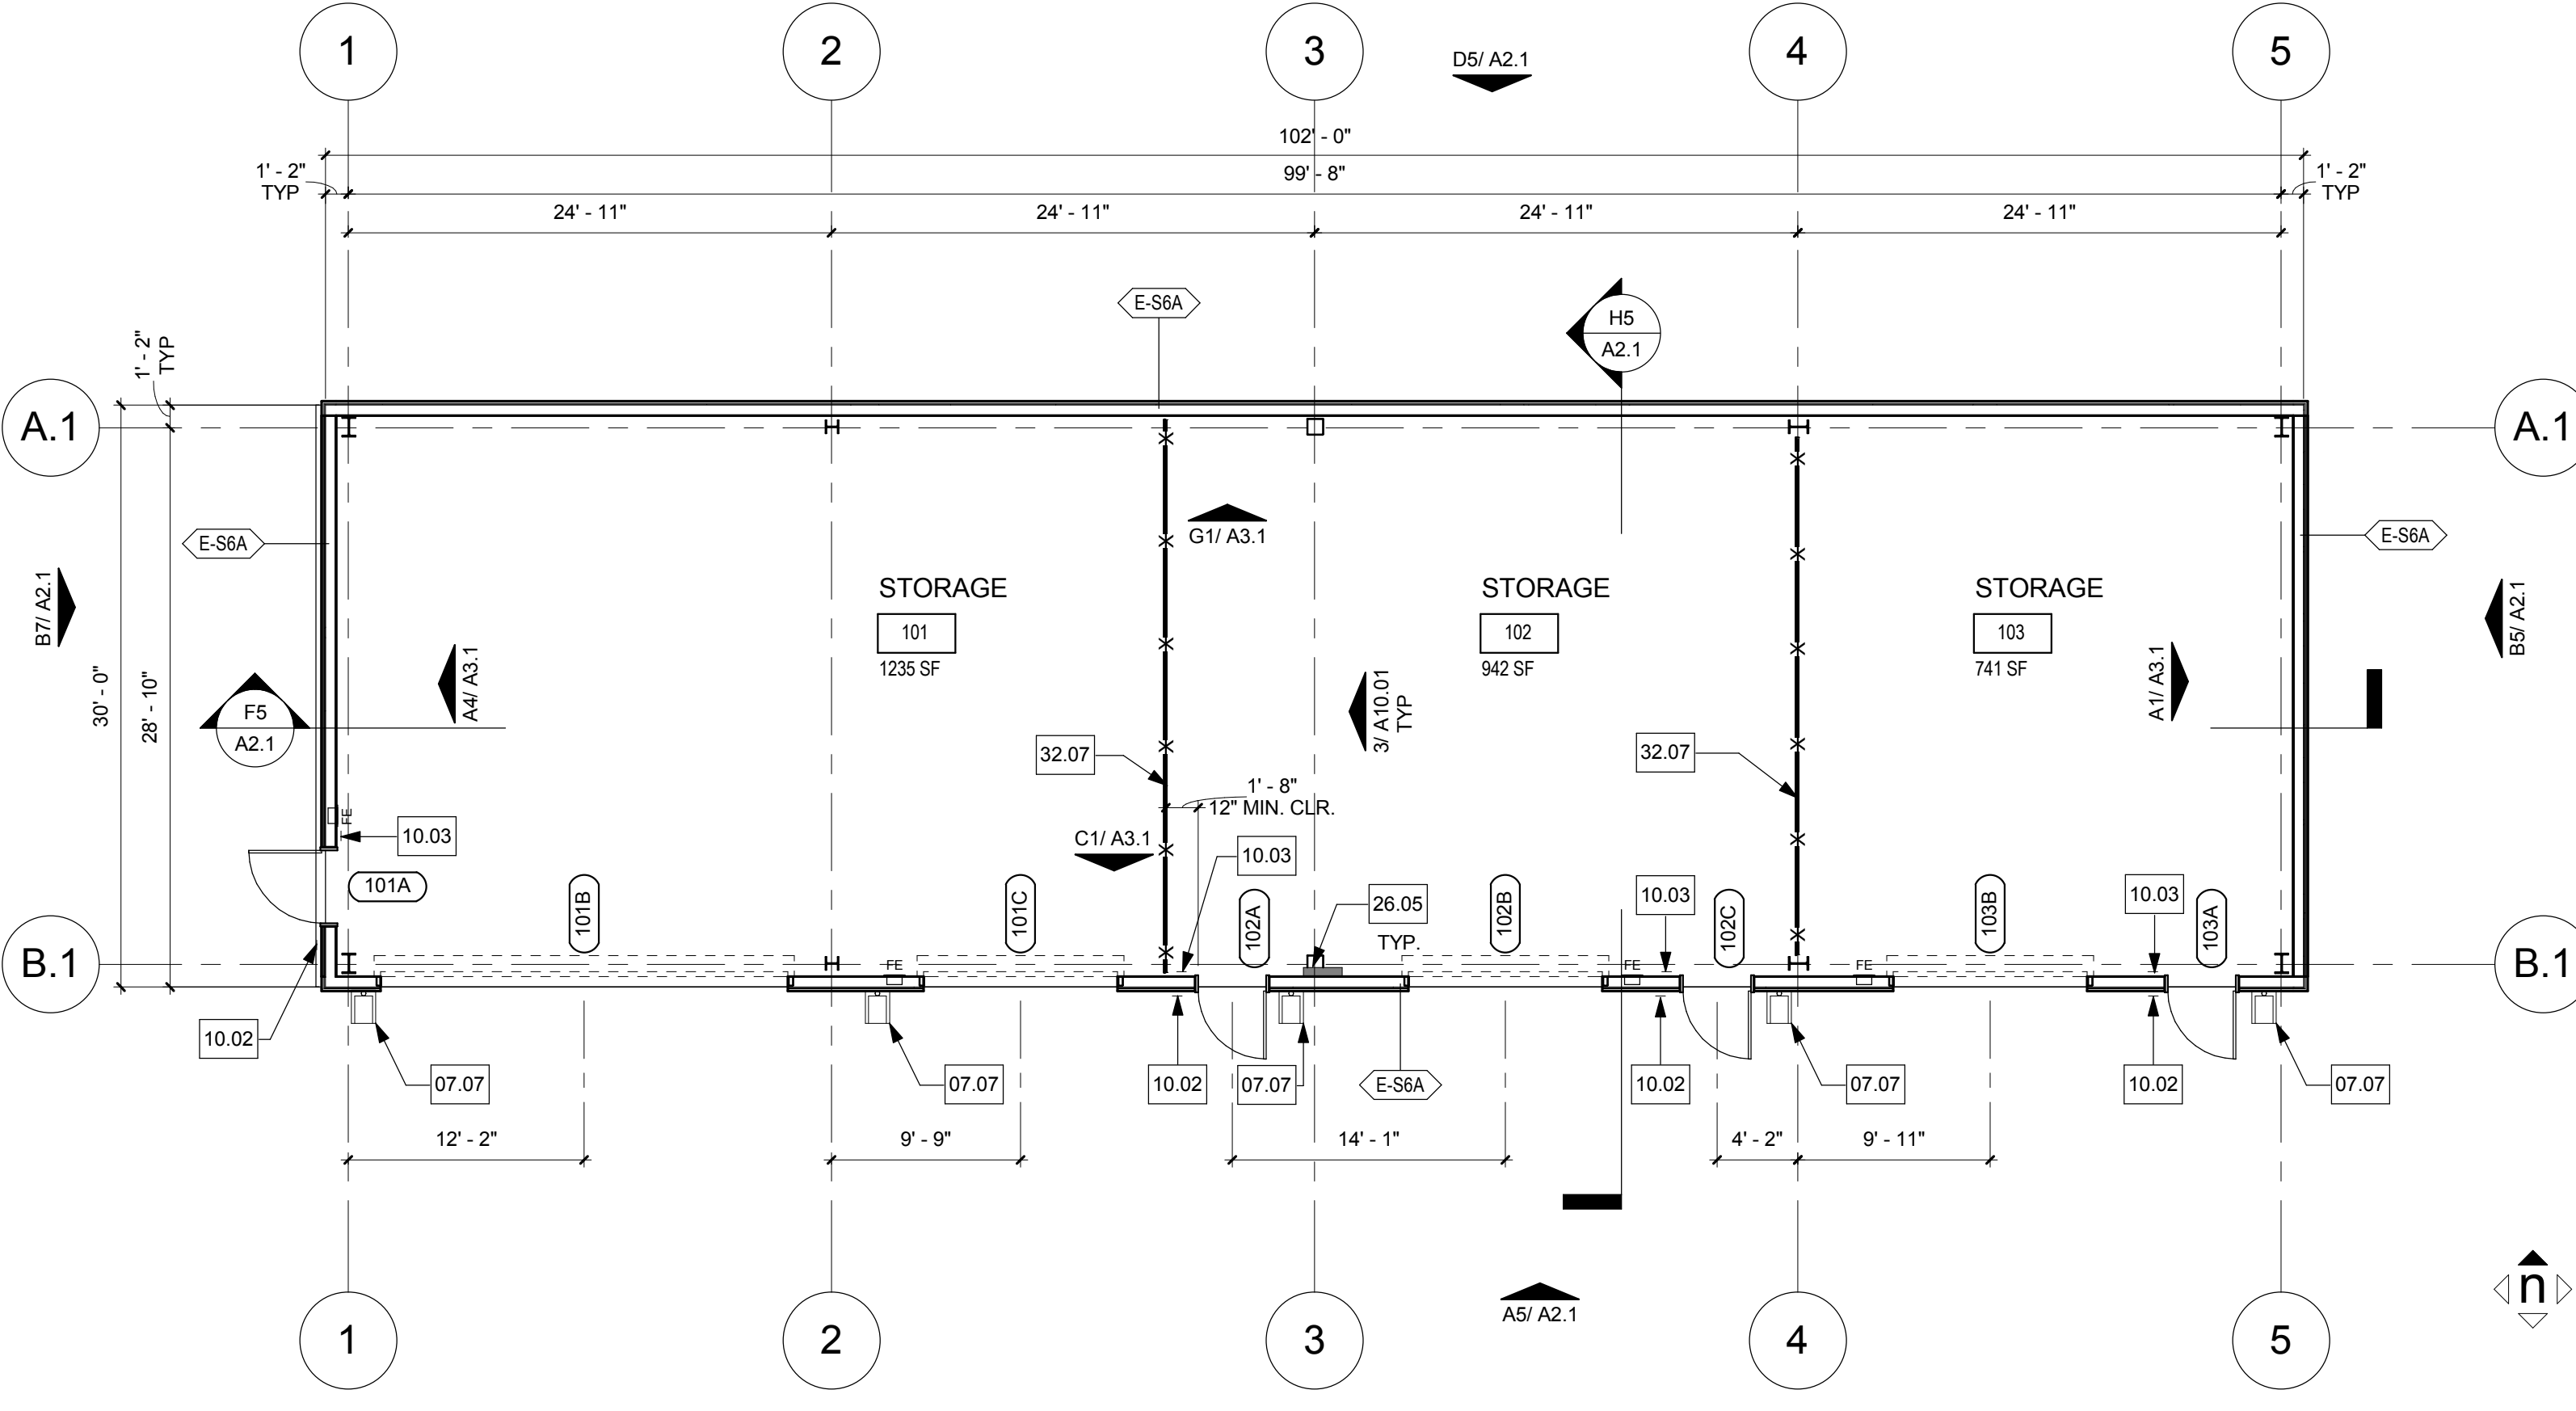 1
2
3
4
5
D5/ A2.1
102' - 0"
99' - 8"
1' - 2"
TYP
1' - 2"
TYP
24' - 11"
24' - 11"
24' - 11"
24' - 11"
E-S6A
H5
A2.1
1' - 2"
TYP
A.1
A.1
G1/ A3.1
E-S6A
E-S6A
B7/ A2.1
STORAGE
101
1235 SF
STORAGE
102
942 SF
STORAGE
103
741 SF
B5/ A2.1
30' - 0"
28' - 10"
F5
A2.1
A4/ A3.1
3/ A10.01
TYP
A1/ A3.1
32.07
32.07
1' - 8"
12" MIN. CLR.
FE
10.03
C1/ A3.1
10.03
101A
101B
101C
102A
26.05
TYP.
102B
10.03
102C
103B
10.03
103A
B.1
B.1
FE
FE
FE
10.02
07.07
07.07
10.02
07.07
E-S6A
10.02
07.07
10.02
07.07
12' - 2"
9' - 9"
14' - 1"
4' - 2"
9' - 11"
A5/ A2.1
n
1
2
3
4
5